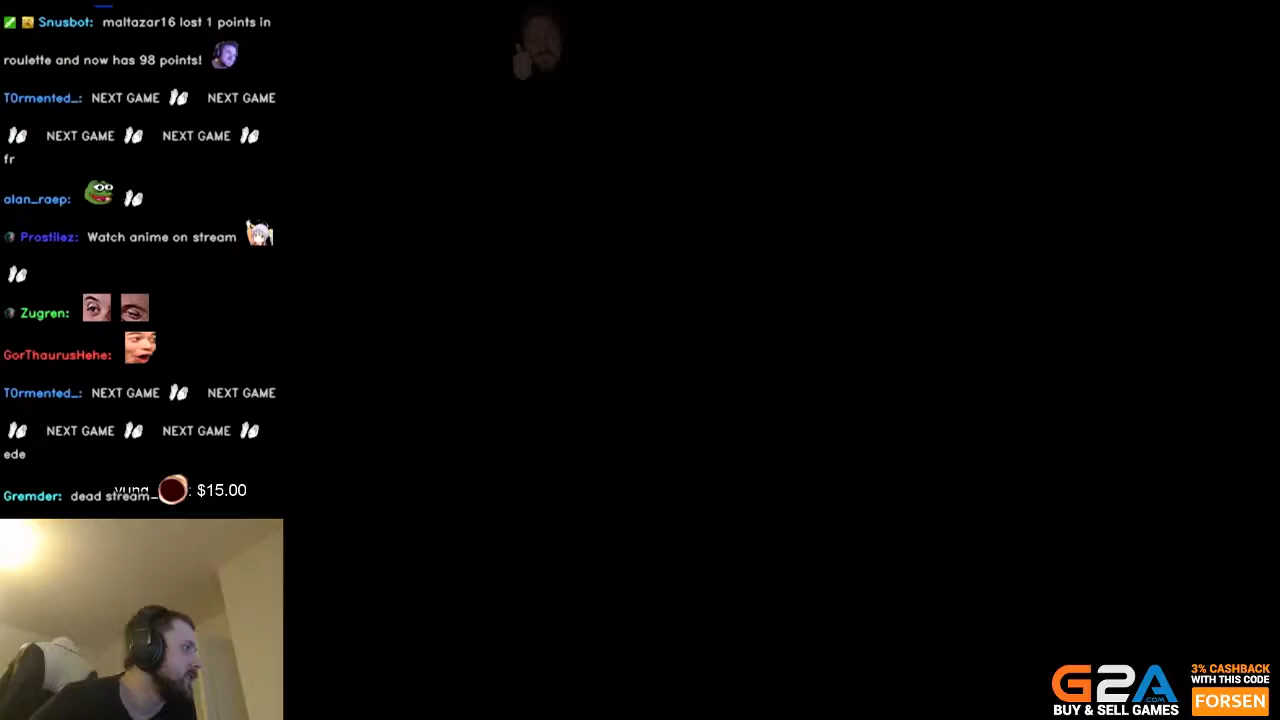 Snusbot: maltazar16 lost 1 points in
roulette and now has 98 points!
T0rmented_: NEXT GAME NEXT GAME
NEXT GAME NEXT GAME
fr
alan_raep:
Prostilez: Watch anime on stream
Zugren:
GorThaurusHehe:
T0rmented_: NEXT GAME NEXT GAME
NEXT GAME NEXT GAME
ede
yung : $15.00
Gremder: dead stream
G2A.COM
BUY & SELL GAMES
3% CASHBACK
WITH THIS CODE
FORSEN